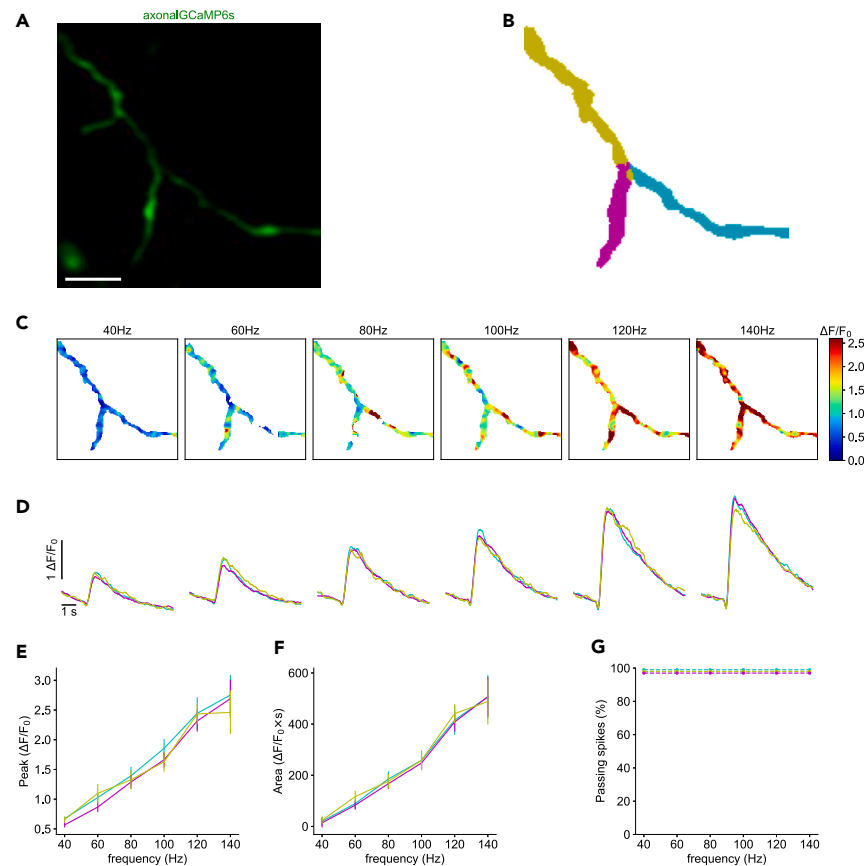 A
axonalGCaMP6s
B
C
40Hz
60Hz
80Hz
100Hz
120Hz
140Hz
ΔF/F₀
2.5
2.0
1.5
1.0
0.5
0.0
D
1 ΔF/F₀
1 s
E
Peak (ΔF/F₀)
3.0
2.5
2.0
1.5
1.0
0.5
40 60 80 100 120 140
frequency (Hz)
F
Area (ΔF/F₀×s)
600
400
200
0
40 60 80 100 120 140
frequency (Hz)
G
Passing spikes (%)
100
80
60
40
20
0
40 60 80 100 120 140
frequency (Hz)